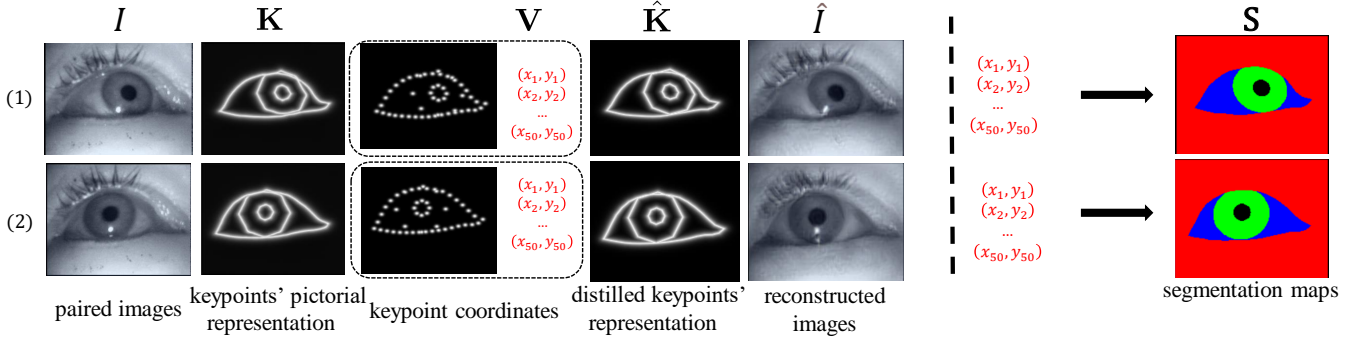 I K V K̂ Î S
(1)
(x₁, y₁)
(x₂, y₂)
...
(x₅₀, y₅₀)
(x₁, y₁)
(x₂, y₂)
...
(x₅₀, y₅₀)
(2)
(x₁, y₁)
(x₂, y₂)
...
(x₅₀, y₅₀)
(x₁, y₁)
(x₂, y₂)
...
(x₅₀, y₅₀)
paired images
keypoints’ pictorial
representation
keypoint coordinates
distilled keypoints’
representation
reconstructed
images
segmentation maps